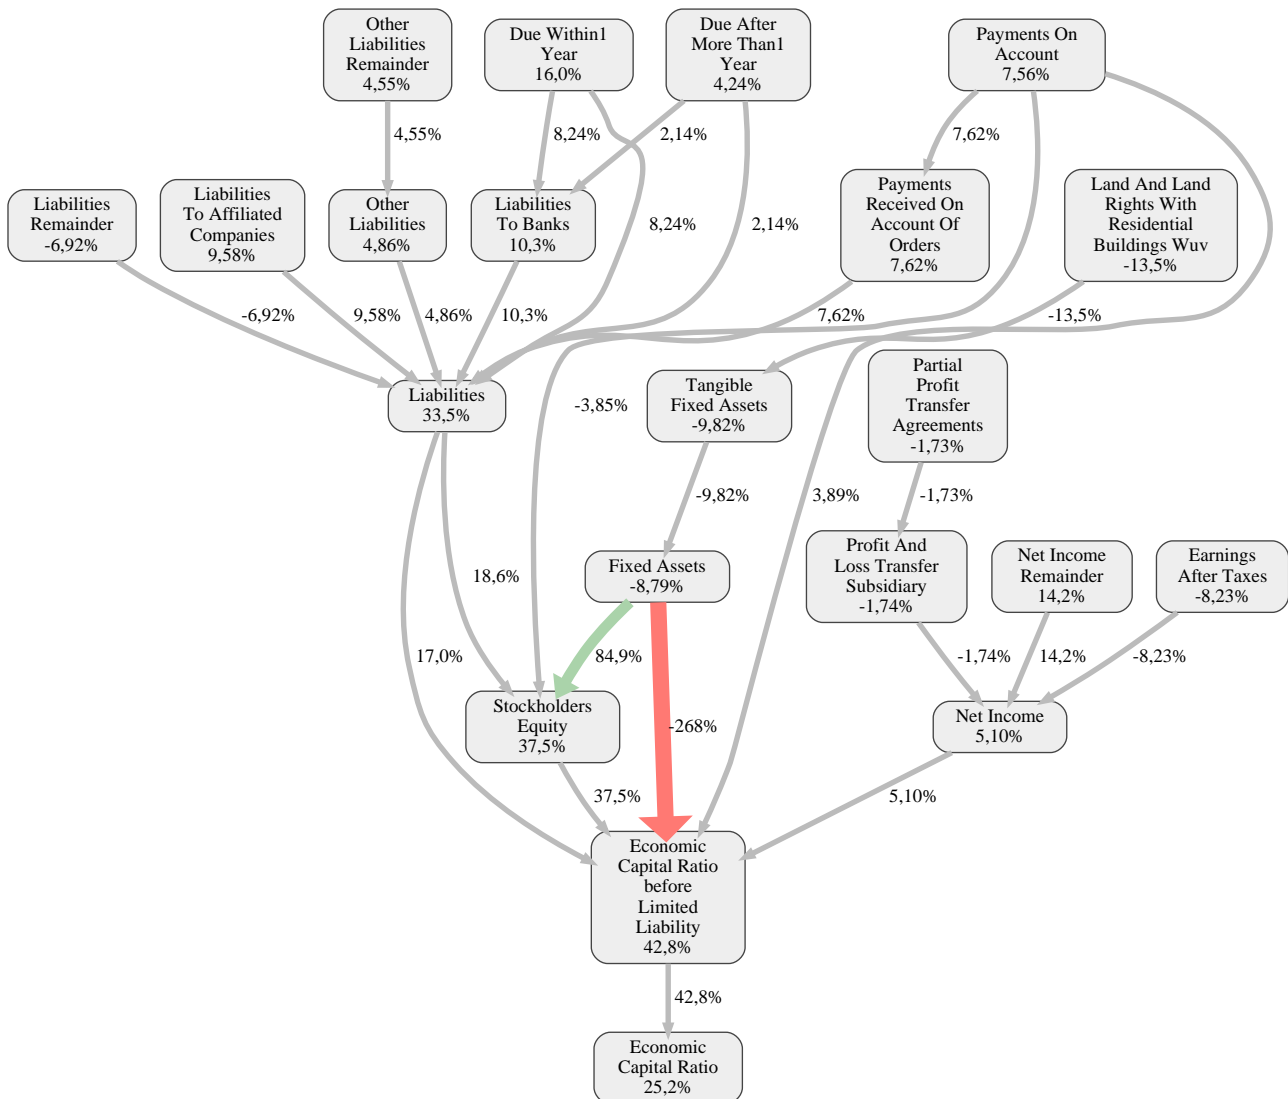 Other
Liabilities
Remainder
4,55%
Due Within1
Year
16,0%
Due After
More Than1
Year
4,24%
Payments On
Account
7,56%
4,55%
8,24%
2,14%
7,62%
Liabilities
Remainder
-6,92%
Liabilities
To Affiliated
Companies
9,58%
Other
Liabilities
4,86%
Liabilities
To Banks
10,3%
8,24%
2,14%
Payments
Received On
Account Of
Orders
7,62%
Land And Land
Rights With
Residential
Buildings Wuv
-13,5%
-6,92%
9,58%
4,86%
10,3%
7,62%
-13,5%
Liabilities
33,5%
-3,85%
Tangible
Fixed Assets
-9,82%
Partial
Profit
Transfer
Agreements
-1,73%
-9,82%
3,89%
-1,73%
18,6%
Fixed Assets
-8,79%
Profit And
Loss Transfer
Subsidiary
-1,74%
Net Income
Remainder
14,2%
Earnings
After Taxes
-8,23%
17,0%
84,9%
-1,74%
14,2%
-8,23%
Stockholders
Equity
37,5%
-268%
Net Income
5,10%
37,5%
5,10%
Economic
Capital Ratio
before
Limited
Liability
42,8%
42,8%
Economic
Capital Ratio
25,2%